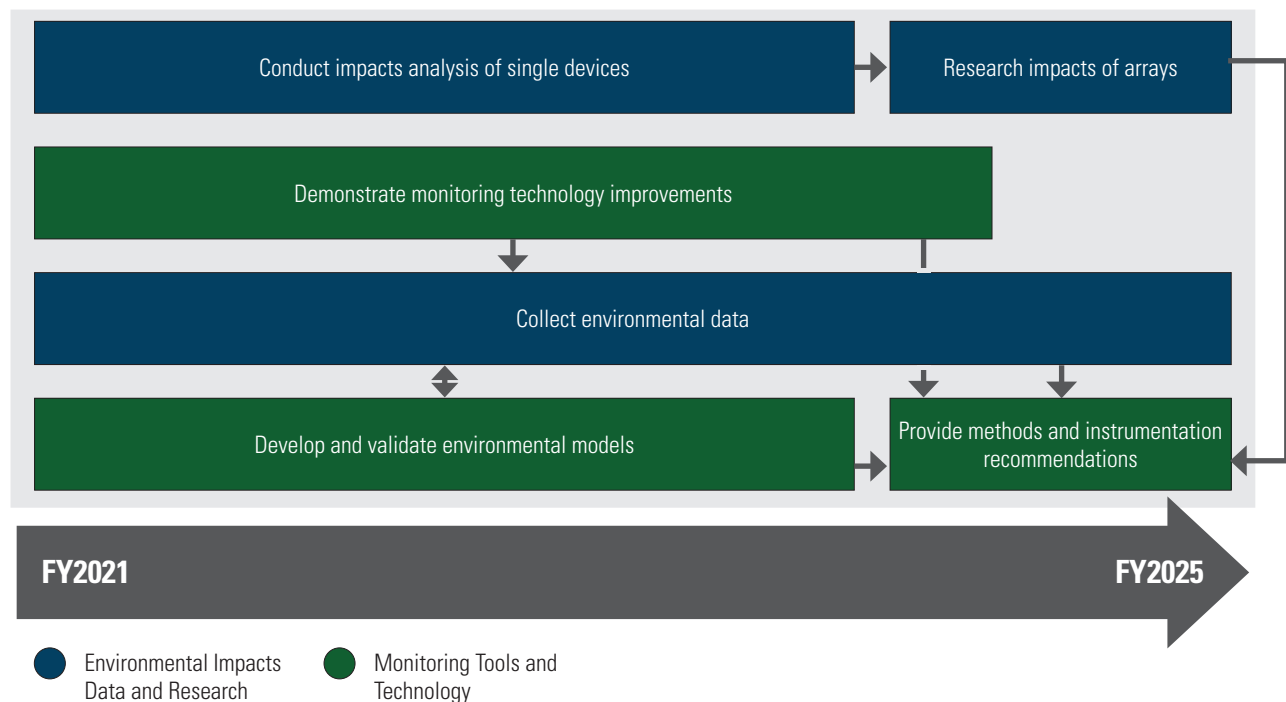 Conduct impacts analysis of single devices
Research impacts of arrays
Demonstrate monitoring technology improvements
Collect environmental data
Develop and validate environmental models
Provide methods and instrumentation
recommendations
FY2021
FY2025
Environmental Impacts
Data and Research
Monitoring Tools and
Technology